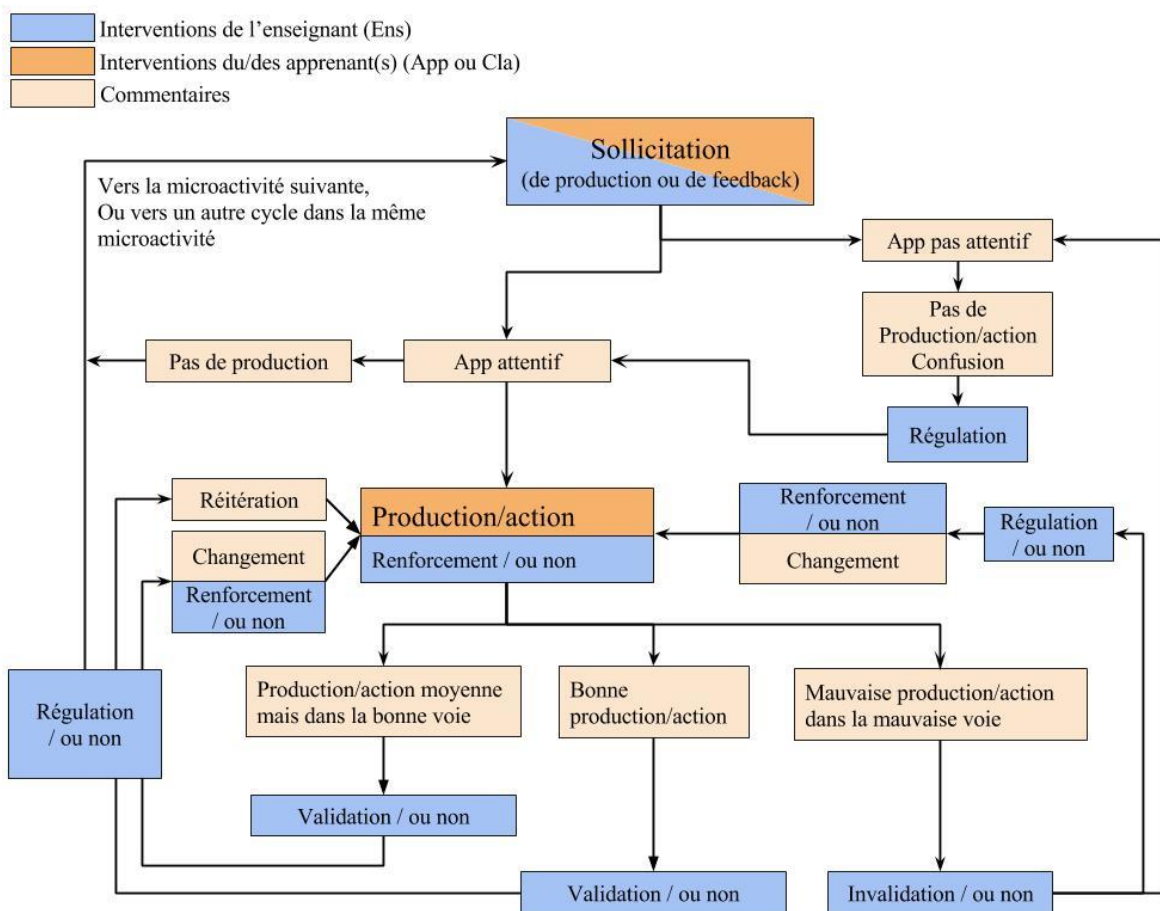 Interventions de l’enseignant (Ens)
Interventions du/des apprenant(s) (App ou Cla)
Commentaires
Sollicitation
(de production ou de feedback)
Vers la microactivité suivante,
Ou vers un autre cycle dans la même
microactivité
App pas attentif
Pas de
Production/action
Confusion
Pas de production
App attentif
Régulation
Réitération
Changement
Renforcement
/ ou non
Production/action
Renforcement / ou non
Renforcement
/ ou non
Changement
Régulation
/ ou non
Régulation
/ ou non
Production/action moyenne
mais dans la bonne voie
Bonne
production/action
Mauvaise production/action
dans la mauvaise voie
Validation / ou non
Validation / ou non
Invalidation / ou non